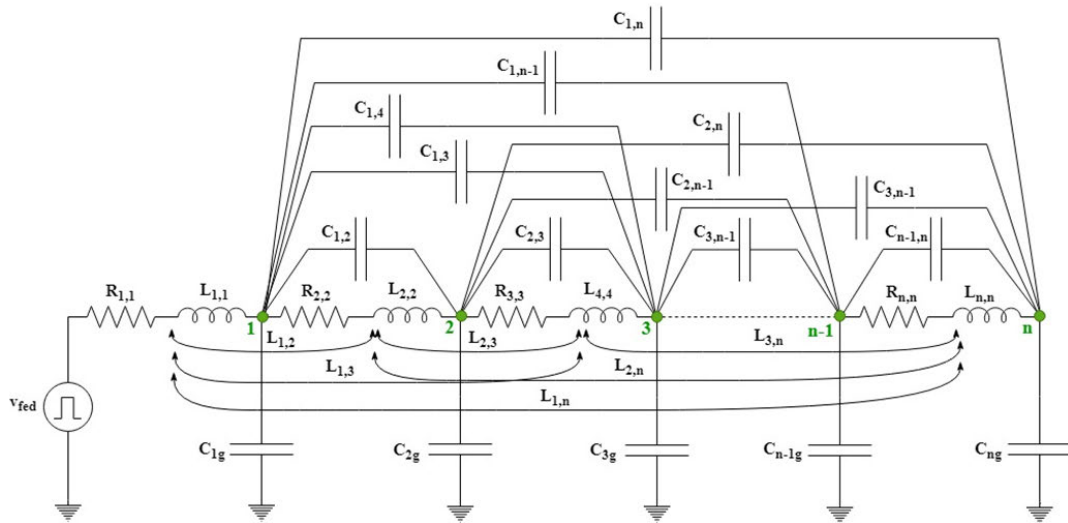 C1,n
C1,n-1
C1,4
C2,n
C1,3
C2,n-1
C3,n-1
C1,2
C2,3
C3,n-1
Cn-1,n
R1,1
L1,1
R2,2
L2,2
R3,3
L4,4
Rn,n
Ln,n
1
2
3
n-1
n
L1,2
L2,3
L3,n
L1,3
L2,n
L1,n
vfed
C1g
C2g
C3g
Cn-1g
Cng